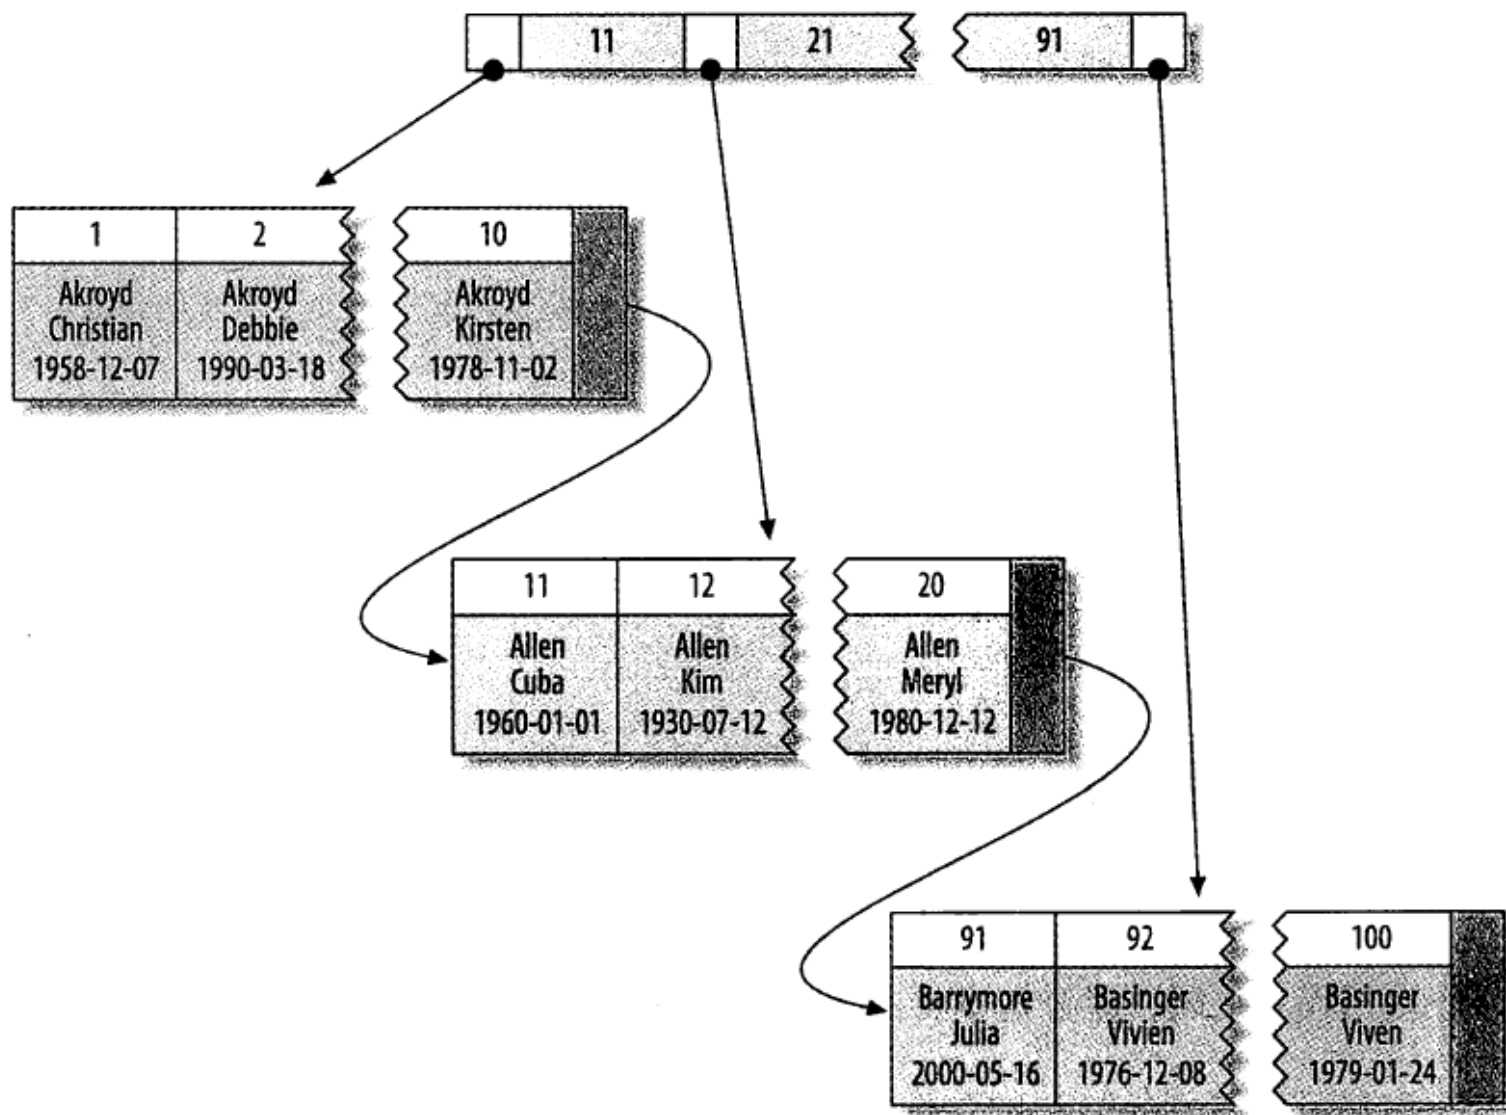 11 21 91
1 2 10
Akroyd Akroyd Akroyd
Christian Debbie Kirsten
1958-12-07 1990-03-18 1978-11-02
11 12 20
Allen Allen Allen
Cuba Kim Meryl
1960-01-01 1930-07-12 1980-12-12
91 92 100
Barrymore Basinger Basinger
Julia Vivien Viven
2000-05-16 1976-12-08 1979-01-24